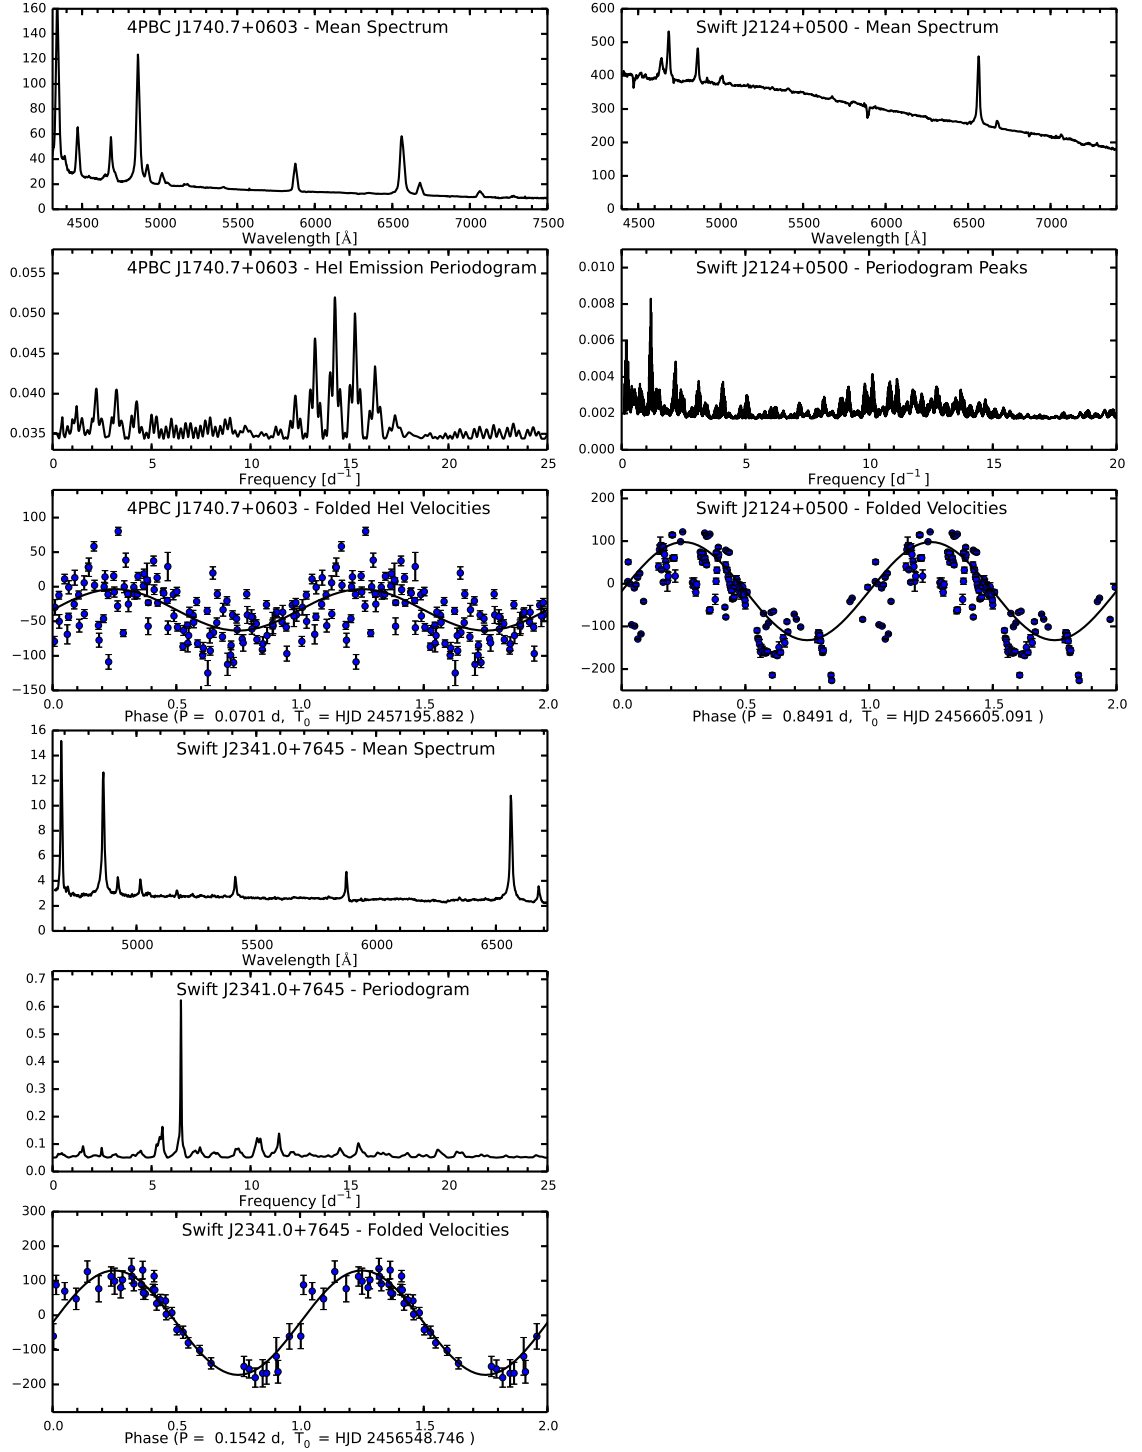 4PBC J1740.7+0603 - Mean Spectrum
160
140
120
100
80
60
40
20
0
4500 5000 5500 6000 6500 7000 7500
Wavelength [Å]
4PBC J1740.7+0603 - HeI Emission Periodogram
0.055
0.050
0.045
0.040
0.035
0 5 10 15 20 25
Frequency [d⁻¹]
4PBC J1740.7+0603 - Folded HeI Velocities
100
50
0
−50
−100
−150
0.0 0.5 1.0 1.5 2.0
Phase (P = 0.0701 d, T₀ = HJD 2457195.882 )
Swift J2341.0+7645 - Mean Spectrum
16
14
12
10
8
6
4
2
0
5000 5500 6000 6500
Wavelength [Å]
Swift J2341.0+7645 - Periodogram
0.7
0.6
0.5
0.4
0.3
0.2
0.1
0.0
0 5 10 15 20 25
Frequency [d⁻¹]
Swift J2341.0+7645 - Folded Velocities
300
200
100
0
−100
−200
0.0 0.5 1.0 1.5 2.0
Phase (P = 0.1542 d, T₀ = HJD 2456548.746 )
Swift J2124+0500 - Mean Spectrum
600
500
400
300
200
100
0
4500 5000 5500 6000 6500 7000
Wavelength [Å]
Swift J2124+0500 - Periodogram Peaks
0.010
0.008
0.006
0.004
0.002
0.000
0 5 10 15 20
Frequency [d⁻¹]
Swift J2124+0500 - Folded Velocities
200
100
0
−100
−200
0.0 0.5 1.0 1.5 2.0
Phase (P = 0.8491 d, T₀ = HJD 2456605.091 )